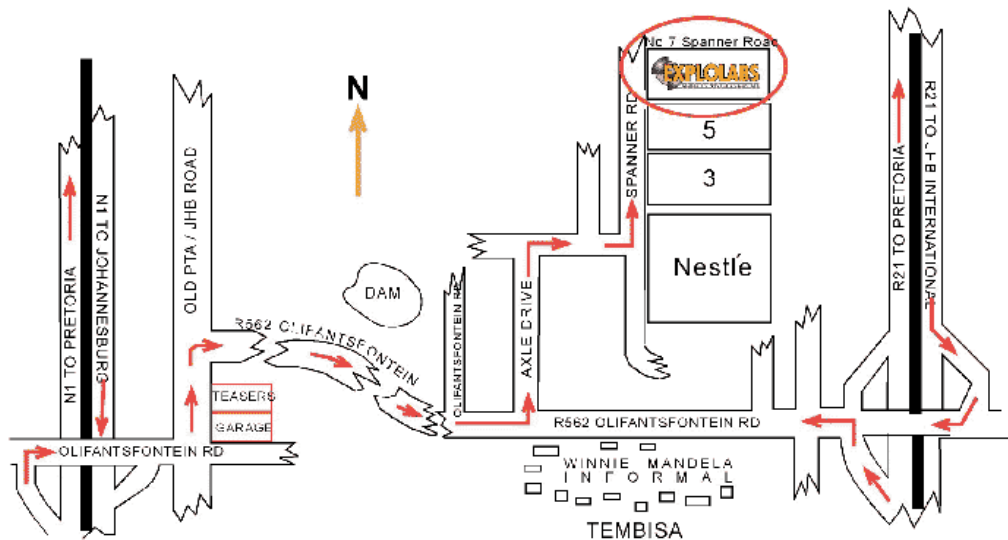 No 7 Spanner Road
EXPLOLABS
5
3
Nestlé
SPANNER RD
N
N1 TO PRETORIA
N1 TO JOHANNESBURG
OLD PTA / JHB ROAD
DAM
R562 OLIFANTSFONTEIN
OLIFANTSFONTEIN RD
AXLE DRIVE
R21 TO PRETORIA
R21 TO JHB INTERNATIONAL
TEASERS
GARAGE
OLIFANTSFONTEIN RD
R562 OLIFANTSFONTEIN RD
WINNIE MANDELA
INFORMAL
TEMBISA